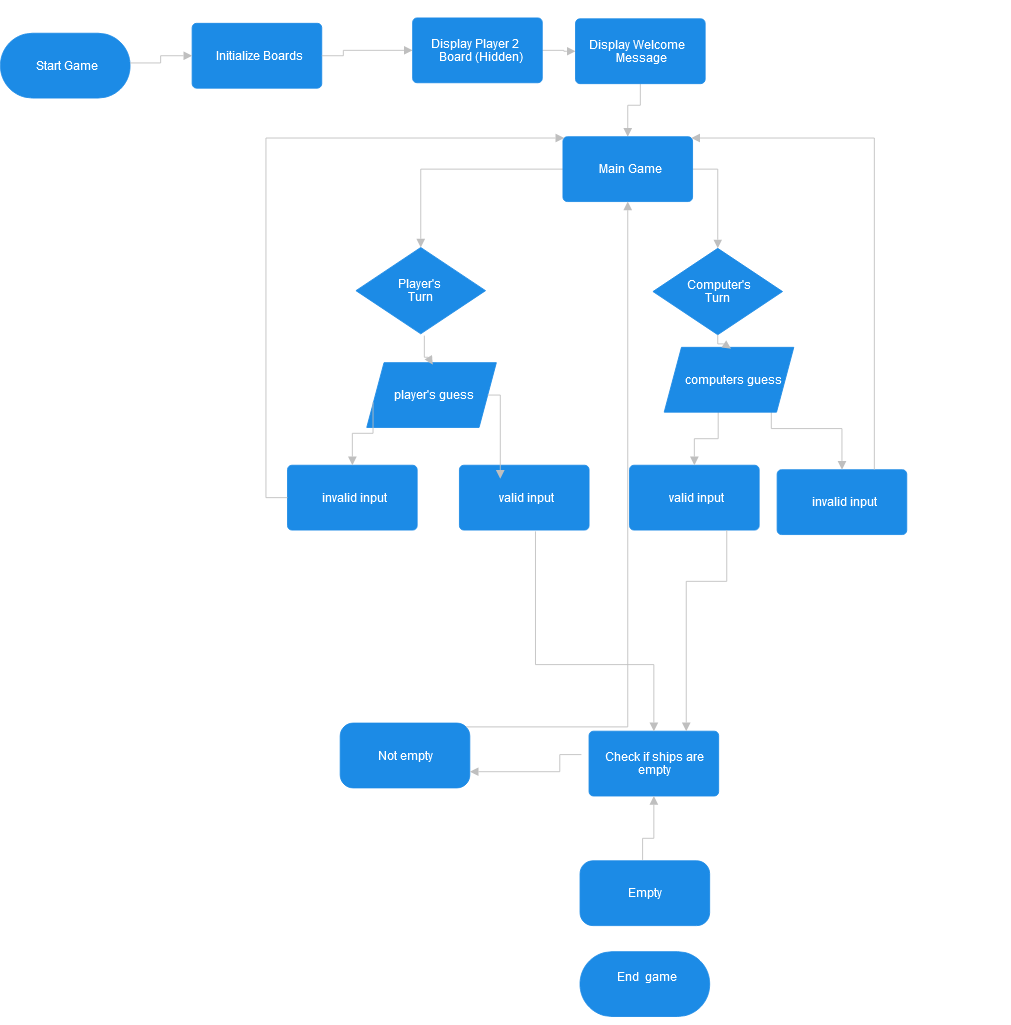 Start Game
Initialize Boards
Display Player 2
Board (Hidden)
Display Welcome
Message
Main Game
Player's
Turn
Computer's
Turn
player's guess
computers guess
invalid input
valid input
valid input
invalid input
Not empty
Check if ships are
empty
Empty
End game